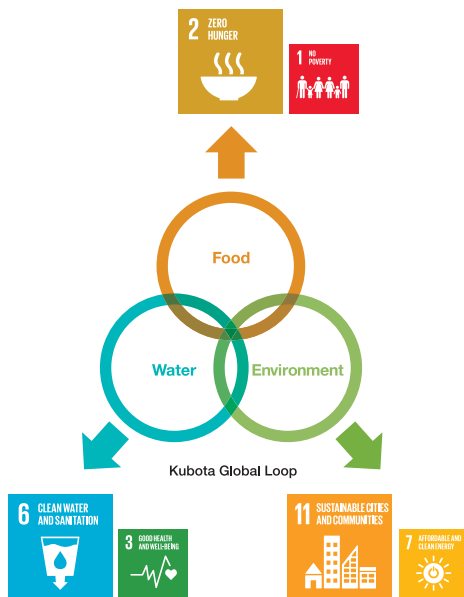 2 ZERO
HUNGER
1 NO
POVERTY
Food
Water
Environment
Kubota Global Loop
6 CLEAN WATER
AND SANITATION
3 GOOD HEALTH
AND WELL-BEING
11 SUSTAINABLE CITIES
AND COMMUNITIES
7 AFFORDABLE AND
CLEAN ENERGY